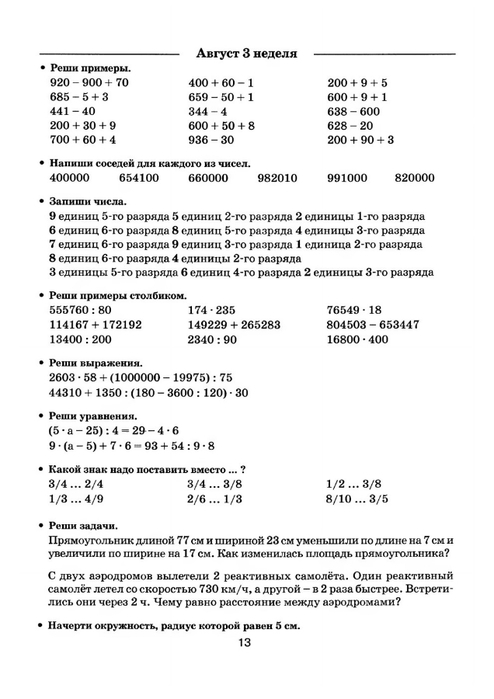 Август 3 неделя
• Реши примеры.
920 – 900 + 70 400 + 60 – 1 200 + 9 + 5
685 – 5 + 3 659 – 50 + 1 600 + 9 + 1
441 – 40 344 – 4 638 – 600
200 + 30 + 9 600 + 50 + 8 628 – 20
700 + 60 + 4 936 – 30 200 + 90 + 3
• Напиши соседей для каждого из чисел.
400000 654100 660000 982010 991000 820000
• Запиши числа.
9 единиц 5-го разряда 5 единиц 2-го разряда 2 единицы 1-го разряда
6 единиц 6-го разряда 8 единиц 5-го разряда 4 единицы 3-го разряда
7 единиц 6-го разряда 9 единиц 3-го разряда 1 единица 2-го разряда
8 единиц 6-го разряда 4 единицы 2-го разряда
3 единицы 5-го разряда 6 единиц 4-го разряда 2 единицы 3-го разряда
• Реши примеры столбиком.
555760 : 80 174 · 235 76549 · 18
114167 + 172192 149229 + 265283 804503 – 653447
13400 : 200 2340 : 90 16800 · 400
• Реши выражения.
2603 · 58 + (1000000 – 19975) : 75
44310 + 1350 : (180 – 3600 : 120) · 30
• Реши уравнения.
(5 · а – 25) : 4 = 29 – 4 · 6
9 · (а – 5) + 7 · 6 = 93 + 54 : 9 · 8
• Какой знак надо поставить вместо ... ?
3/4 ... 2/4 3/4 ... 3/8 1/2 ... 3/8
1/3 ... 4/9 2/6 ... 1/3 8/10 ... 3/5
• Реши задачи.
Прямоугольник длиной 77 см и шириной 23 см уменьшили по длине на 7 см и
увеличили по ширине на 17 см. Как изменилась площадь прямоугольника?
С двух аэродромов вылетели 2 реактивных самолёта. Один реактивный
самолёт летел со скоростью 730 км/ч, а другой – в 2 раза быстрее. Встрети-
лись они через 2 ч. Чему равно расстояние между аэродромами?
• Начерти окружность, радиус которой равен 5 см.
13